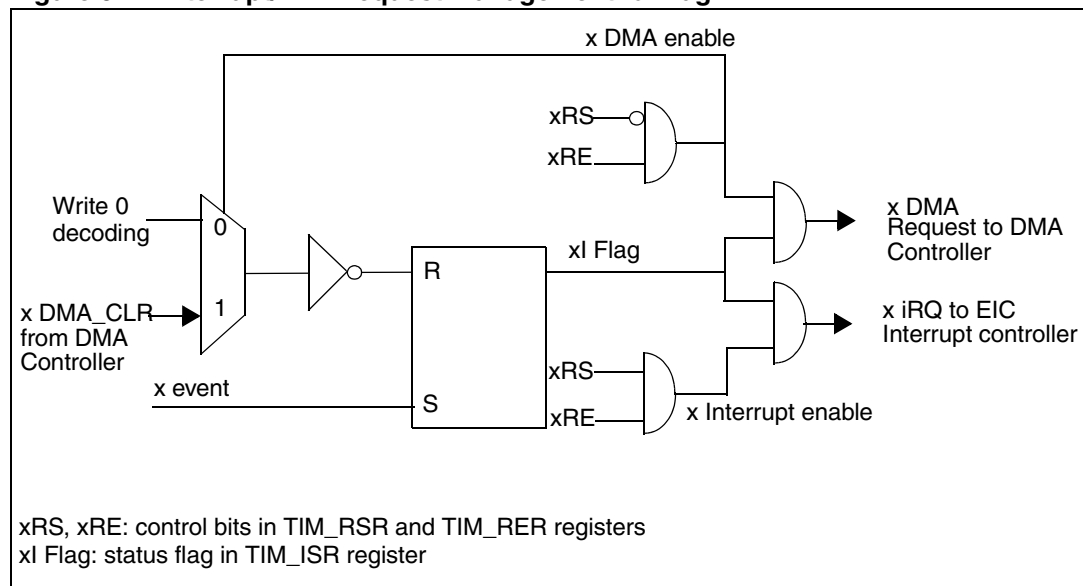 x DMA enable
xRS
xRE
Write 0
decoding
0
x DMA
Request to DMA
Controller
xI Flag
R
1
x DMA_CLR
from DMA
Controller
x iRQ to EIC
Interrupt controller
xRS
x event
S
xRE
x Interrupt enable
xRS, xRE: control bits in TIM_RSR and TIM_RER registers
xI Flag: status flag in TIM_ISR register